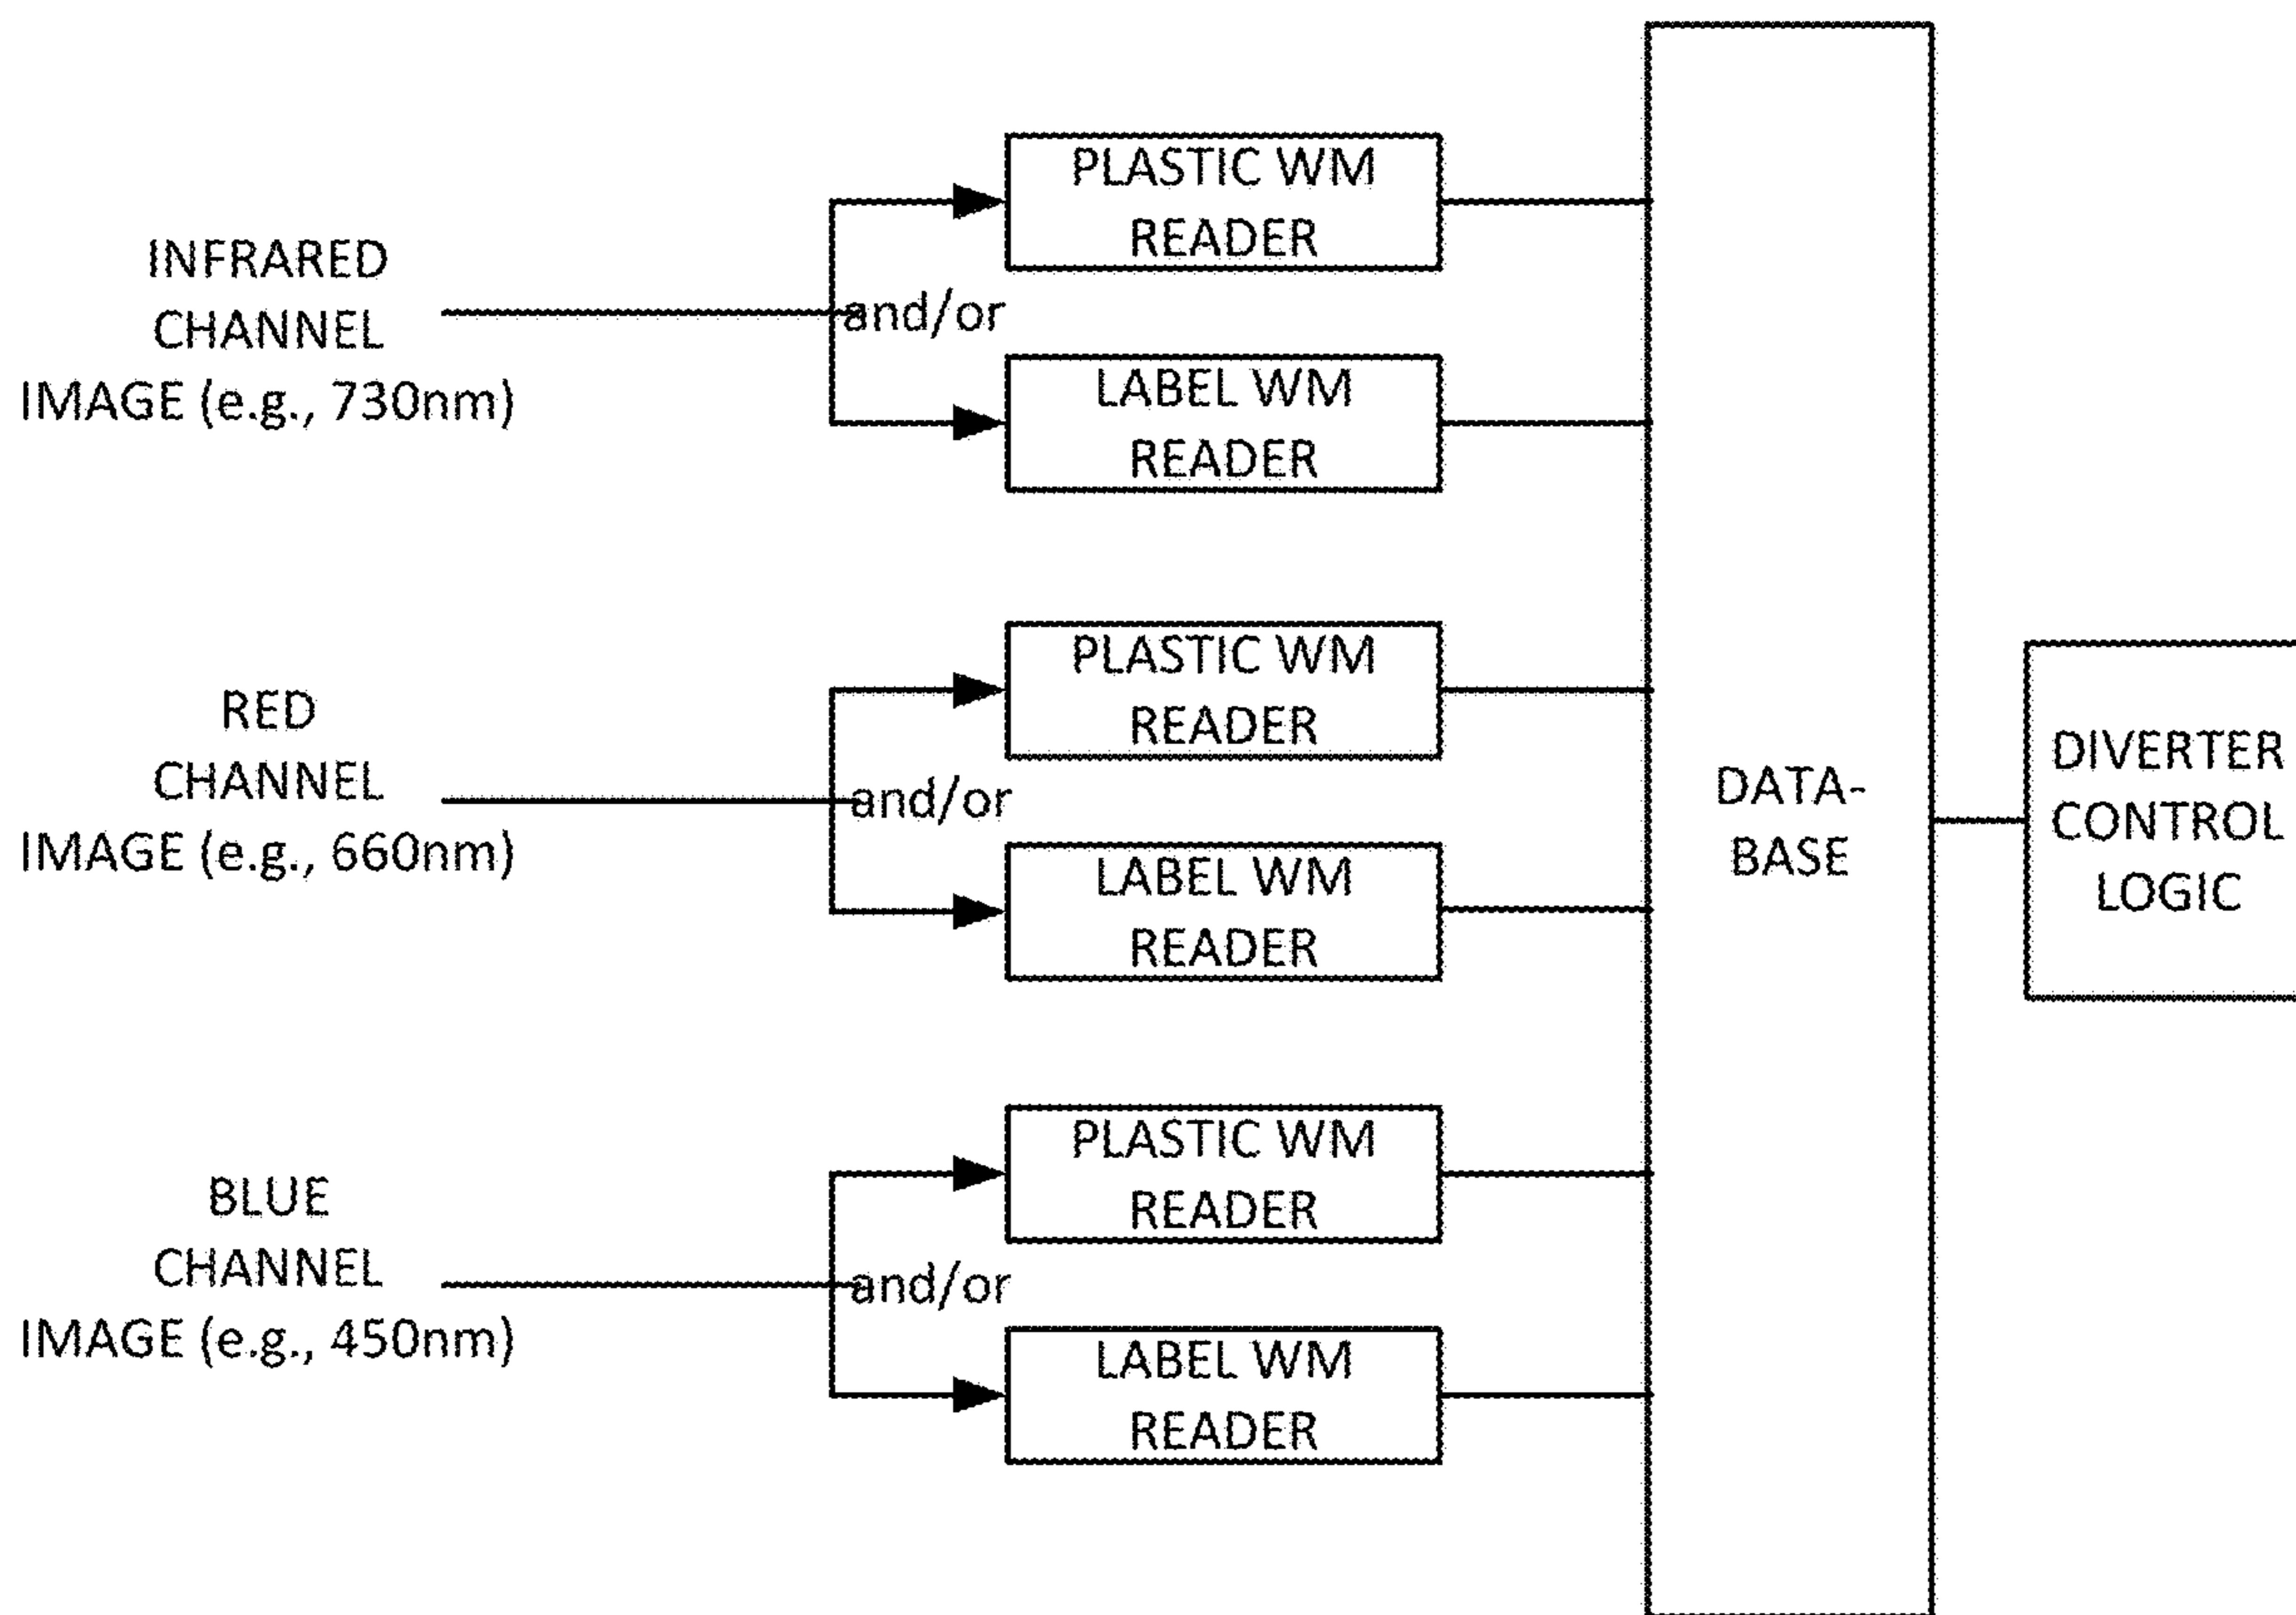 INFRARED
CHANNEL
IMAGE (e.g., 730nm)
PLASTIC WM
READER
and/or
LABEL WM
READER
RED
CHANNEL
IMAGE (e.g., 660nm)
PLASTIC WM
READER
and/or
LABEL WM
READER
BLUE
CHANNEL
IMAGE (e.g., 450nm)
PLASTIC WM
READER
and/or
LABEL WM
READER
DATA-
BASE
DIVERTER
CONTROL
LOGIC